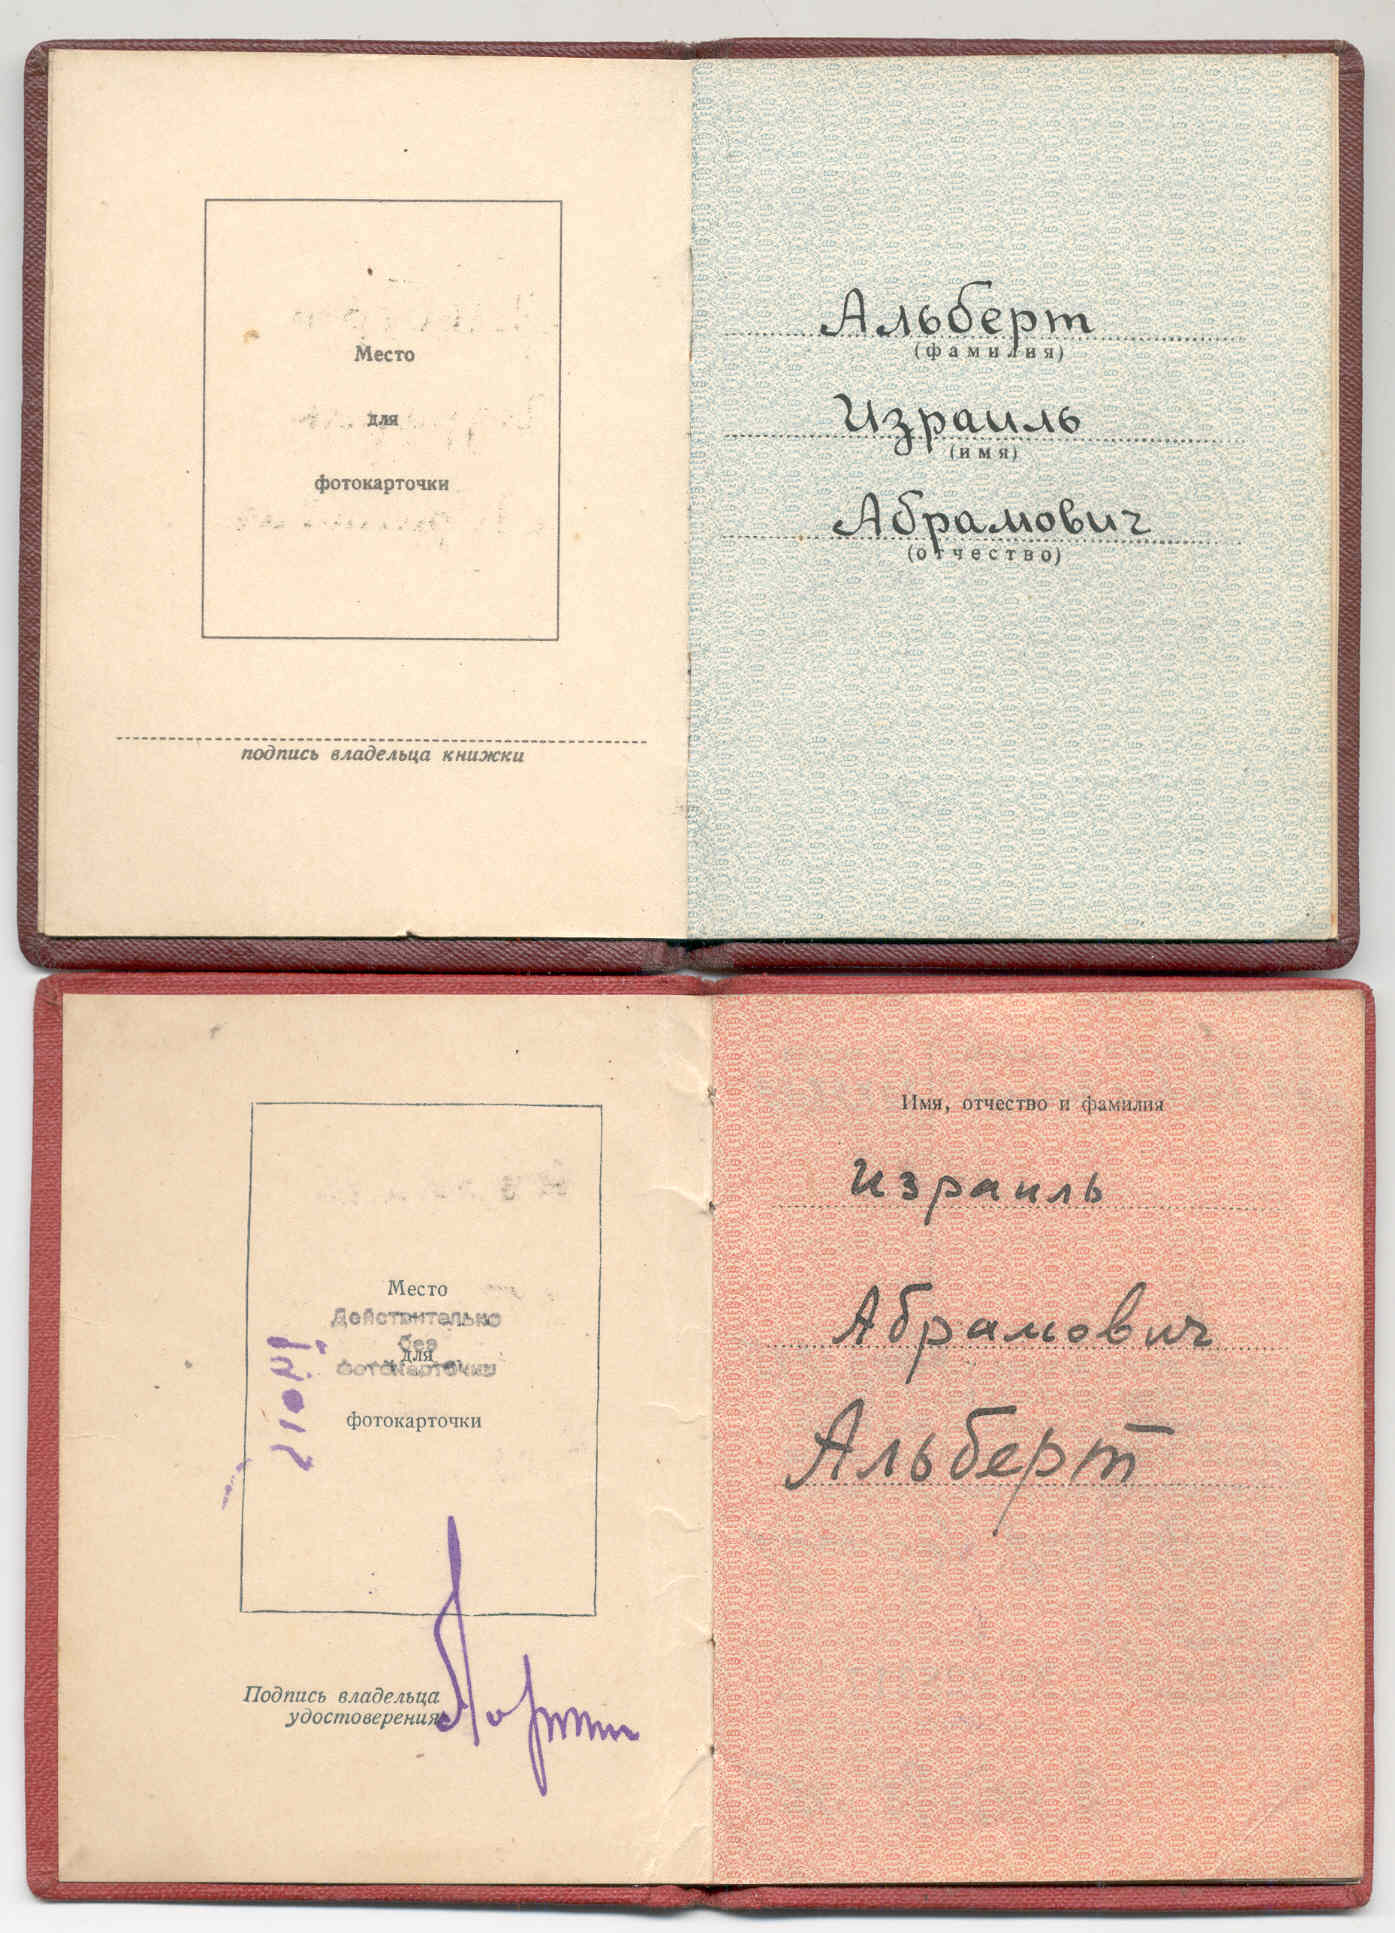 Место
для
фотокарточки
подпись владельца книжки
Альберт
(фамилия)
Израиль
(имя)
Абрамович
(отчество)
Место
Действительно
без
для
фотокарточки
фотокарточки
Подпись владельца
удостоверения
Имя, отчество и фамилия
Израиль
Абрамович
Альберт